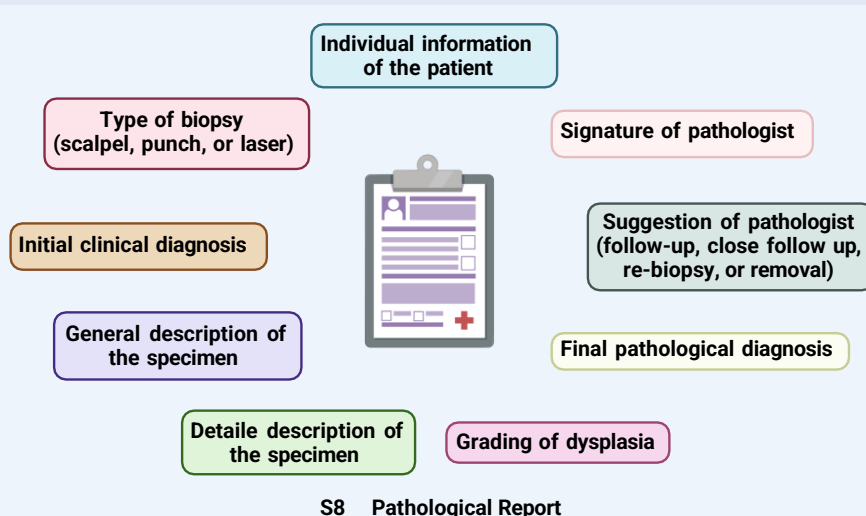 Individual information
of the patient
Type of biopsy
(scalpel, punch, or laser)
Signature of pathologist
Initial clinical diagnosis
Suggestion of pathologist
(follow-up, close follow up,
re-biopsy, or removal)
General description of
the specimen
Final pathological diagnosis
Detaile description of
the specimen
Grading of dysplasia
S8 Pathological Report